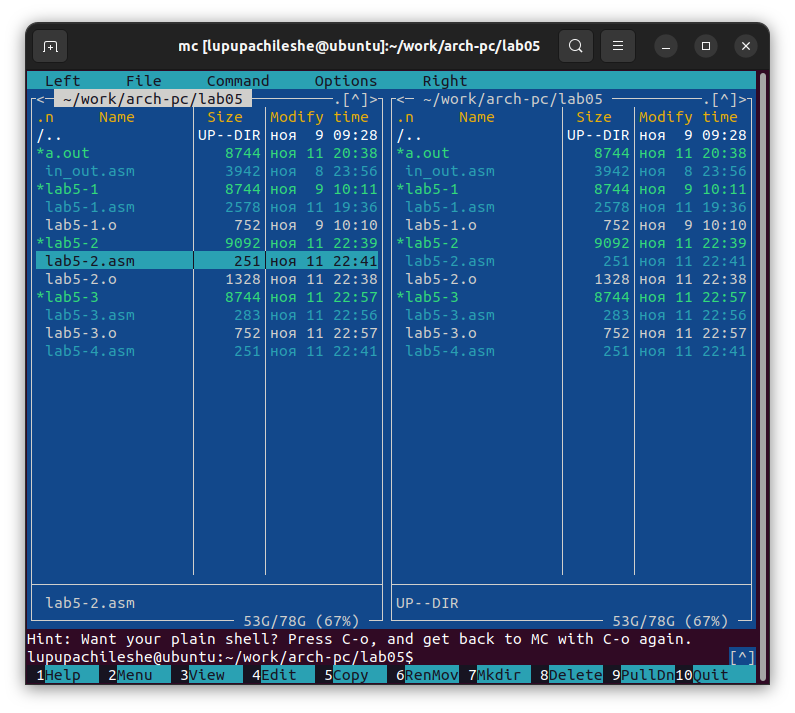 mc [lupupachileshe@ubuntu]:~/work/arch-pc/lab05
Left File Command Options Right
<─ ~/work/arch-pc/lab05 ─.[^]> <─ ~/work/arch-pc/lab05 ─.[^]>
.n Name Size Modify time .n Name Size Modify time
/.. UP--DIR ноя 9 09:28 /.. UP--DIR ноя 9 09:28
*a.out 8744 ноя 11 20:38 *a.out 8744 ноя 11 20:38
in_out.asm 3942 ноя 8 23:56 in_out.asm 3942 ноя 8 23:56
*lab5-1 8744 ноя 9 10:11 *lab5-1 8744 ноя 9 10:11
lab5-1.asm 2578 ноя 11 19:36 lab5-1.asm 2578 ноя 11 19:36
lab5-1.o 752 ноя 9 10:10 lab5-1.o 752 ноя 9 10:10
*lab5-2 9092 ноя 11 22:39 *lab5-2 9092 ноя 11 22:39
lab5-2.asm 251 ноя 11 22:41 lab5-2.asm 251 ноя 11 22:41
lab5-2.o 1328 ноя 11 22:38 lab5-2.o 1328 ноя 11 22:38
*lab5-3 8744 ноя 11 22:57 *lab5-3 8744 ноя 11 22:57
lab5-3.asm 283 ноя 11 22:56 lab5-3.asm 283 ноя 11 22:56
lab5-3.o 752 ноя 11 22:57 lab5-3.o 752 ноя 11 22:57
lab5-4.asm 251 ноя 11 22:41 lab5-4.asm 251 ноя 11 22:41
lab5-2.asm UP--DIR
53G/78G (67%) 53G/78G (67%)
Hint: Want your plain shell? Press C-o, and get back to MC with C-o again.
lupupachileshe@ubuntu:~/work/arch-pc/lab05$ [^]
1Help 2Menu 3View 4Edit 5Copy 6RenMov 7Mkdir 8Delete 9PullDn 10Quit